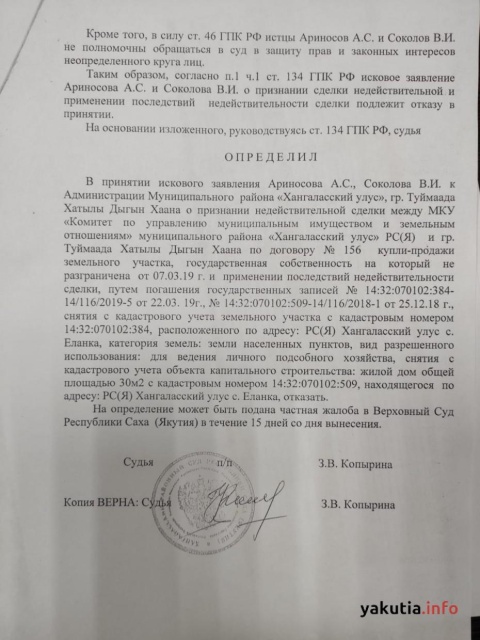 Кроме того, в силу ст. 46 ГПК РФ истцы Ариносов А.С. и Соколов В.И.
не полномочны обращаться в суд в защиту прав и законных интересов
неопределенного круга лиц.
Таким образом, согласно п.1 ч.1 ст. 134 ГПК РФ исковое заявление
Ариносова А.С. и Соколова В.И. о признании сделки недействительной и
применении последствий недействительности сделки подлежит отказу в
принятии.
На основании изложенного, руководствуясь ст. 134 ГПК РФ, судья
О П Р Е Д Е Л И Л
В принятии искового заявления Ариносова А.С., Соколова В.И. к
Администрации Муниципального района «Хангаласский улус», гр. Туймаада
Хатылы Дыгын Хаана о признании недействительной сделки между МКУ
«Комитет по управлению муниципальным имуществом и земельным
отношениям» муниципального района «Хангаласский улус» РС(Я) и гр.
Туймаада Хатылы Дыгын Хаана по договору № 156 купли-продажи
земельного участка, государственная собственность на который не
разграничена от 07.03.19 г. и применении последствий недействительности
сделки, путем погашения государственных записей № 14:32:070102:384-
14/116/2019-5 от 22.03. 19г., № 14:32:070102:509-14/116/2018-1 от 25.12.18 г.,
снятия с кадастрового учета земельного участка с кадастровым номером
14:32:070102:384, расположенного по адресу: РС(Я) Хангаласский улус с.
Еланка, категория земель: земли населенных пунктов, вид разрешенного
использования: для ведения личного подсобного хозяйства, снятия с
кадастрового учета объекта капитального строительства: жилой дом общей
площадью 30м2 с кадастровым номером 14:32:070102:509, находящегося по
адресу: РС(Я) Хангаласский улус с. Еланка, отказать.
На определение может быть подана частная жалоба в Верховный Суд
Республики Саха (Якутия) в течение 15 дней со дня вынесения.
Судья п/п З.В. Копырина
Копия ВЕРНА: Судья З.В. Копырина
yakutia.info